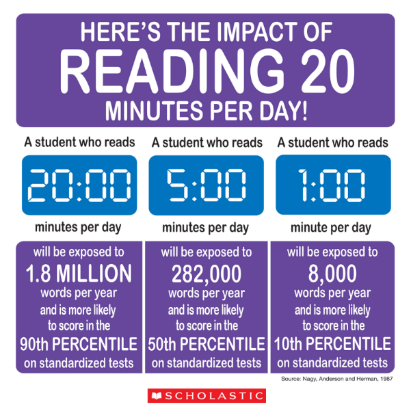 HERE'S THE IMPACT OF
READING 20
MINUTES PER DAY!
A student who reads
20:00
minutes per day
will be exposed to
1.8 MILLION
words per year
and is more likely
to score in the
90th PERCENTILE
on standardized tests
A student who reads
5:00
minutes per day
will be exposed to
282,000
words per year
and is more likely
to score in the
50th PERCENTILE
on standardized tests
A student who reads
1:00
minute per day
will be exposed to
8,000
words per year
and is more likely
to score in the
10th PERCENTILE
on standardized tests
Source: Nagy, Anderson and Herman, 1987
SCHOLASTIC